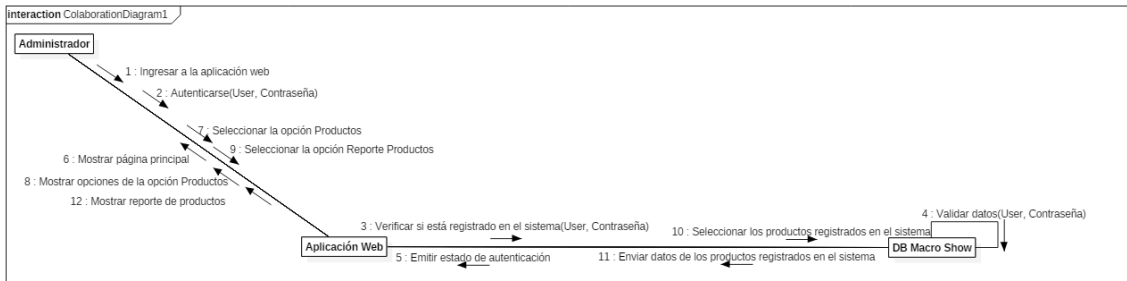 interaction ColaborationDiagram1
Administrador
1 : Ingresar a la aplicación web
2 : Autenticarse(User, Contraseña)
7 : Seleccionar la opción Productos
9 : Seleccionar la opción Reporte Productos
6 : Mostrar página principal
8 : Mostrar opciones de la opción Productos
12 : Mostrar reporte de productos
4 : Validar datos(User, Contraseña)
3 : Verificar si está registrado en el sistema(User, Contraseña)
10 : Seleccionar los productos registrados en el sistema
Aplicación Web
DB Macro Show
5 : Emitir estado de autenticación
11 : Enviar datos de los productos registrados en el sistema